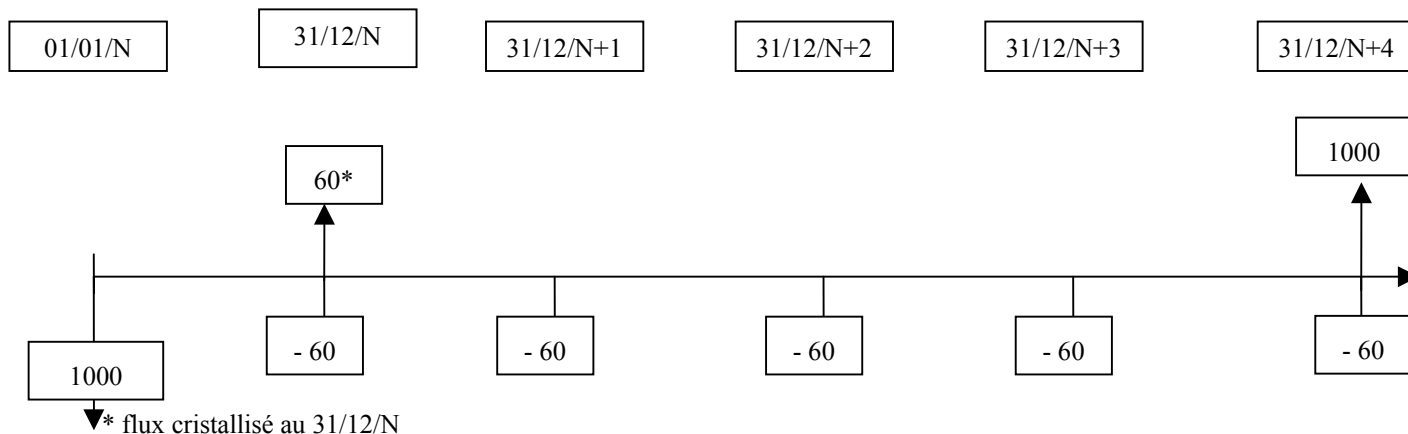 01/01/N 31/12/N 31/12/N+1 31/12/N+2 31/12/N+3 31/12/N+4
60* 1000
1000 - 60 - 60 - 60 - 60 - 60
* flux cristallisé au 31/12/N